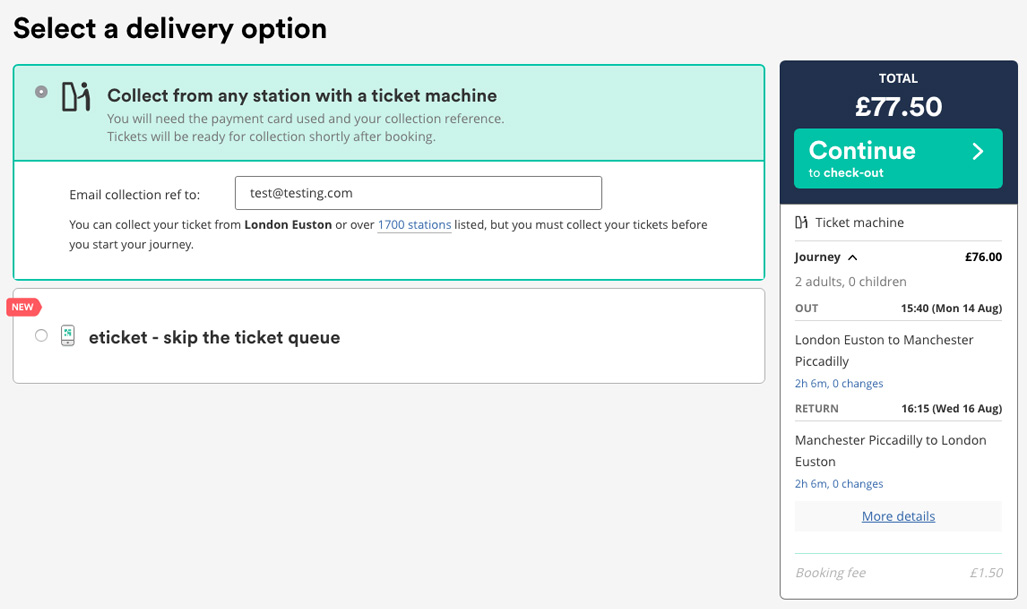 Select a delivery option
Collect from any station with a ticket machine
You will need the payment card used and your collection reference.
Tickets will be ready for collection shortly after booking.
Email collection ref to:
test@testing.com
You can collect your ticket from London Euston or over 1700 stations listed, but you must collect your tickets before
you start your journey.
NEW
eticket - skip the ticket queue
TOTAL
£77.50
Continue
to check-out
Ticket machine
Journey £76.00
2 adults, 0 children
OUT 15:40 (Mon 14 Aug)
London Euston to Manchester
Piccadilly
2h 6m, 0 changes
RETURN 16:15 (Wed 16 Aug)
Manchester Piccadilly to London
Euston
2h 6m, 0 changes
More details
Booking fee £1.50